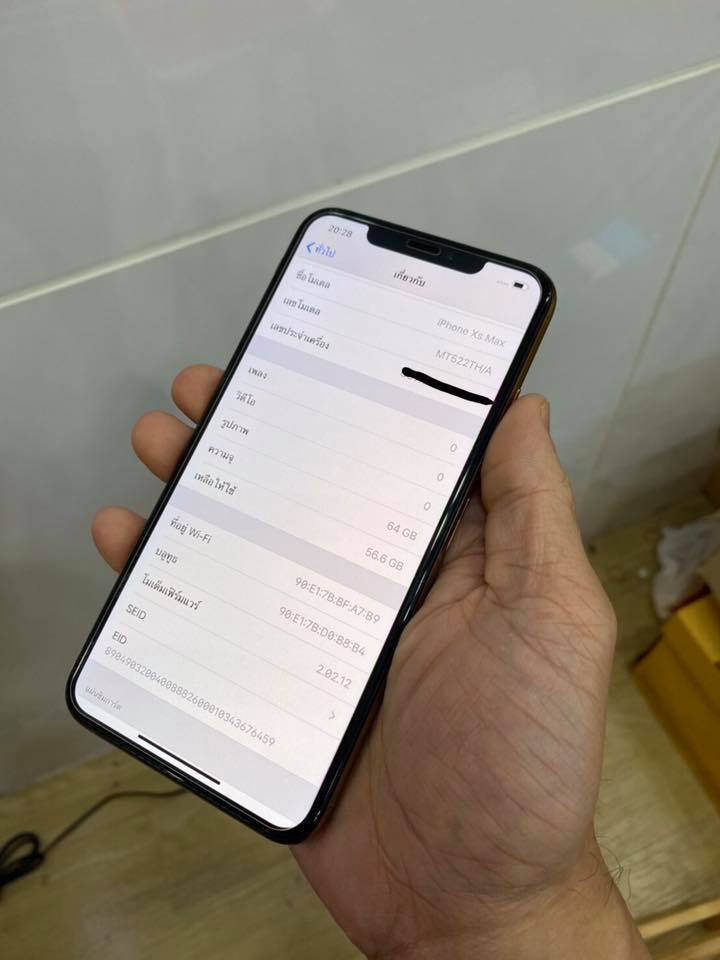 20:28
ทั่วไป
เกี่ยวกับ
ชื่อโมเดล iPhone Xs Max
เลขโมเดล MT522TH/A
เลขประจำเครื่อง
เพลง 0
วิดีโอ 0
รูปภาพ 0
ความจุ 64 GB
เหลือให้ใช้ 56.6 GB
ที่อยู่ Wi-Fi 90:E1:7B:BF:A7:B9
บลูทูธ 90:E1:7B:D0:B8:B4
โมเด็มเฟิร์มแวร์ 2.02.12
SEID
EID
89049032004008882600010343676459
แผงซิมการ์ด